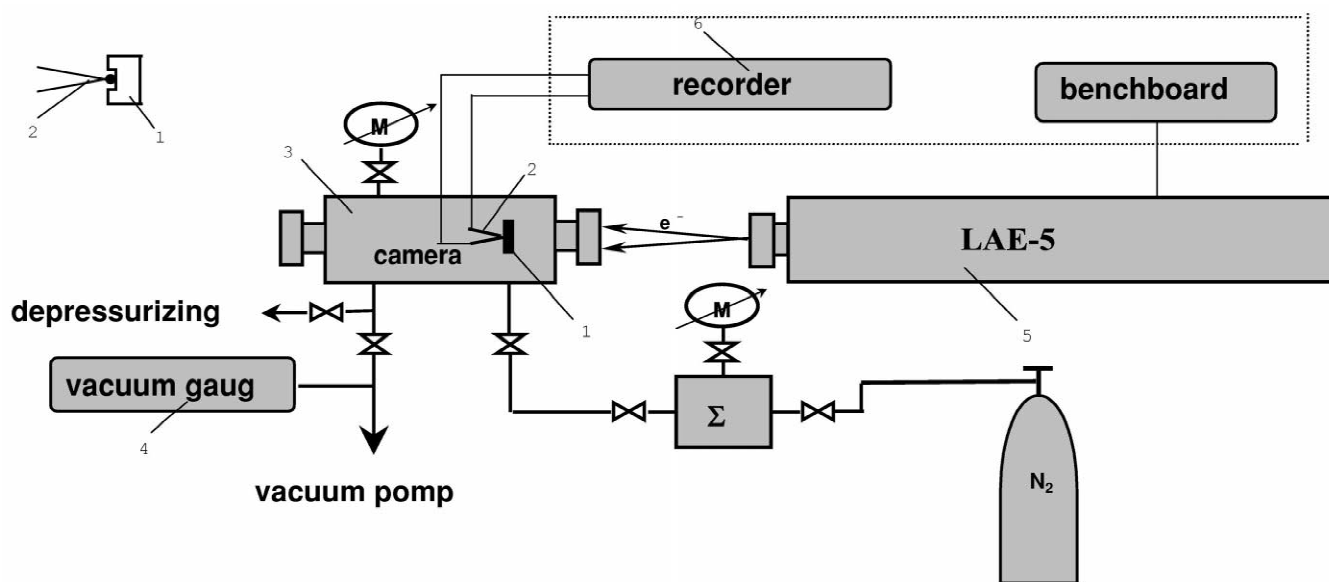 6
recorder
benchboard
2
1
M
3
2
e-
camera
LAE-5
depressurizing
M
1
5
vacuum gaug
Σ
4
N2
vacuum pomp